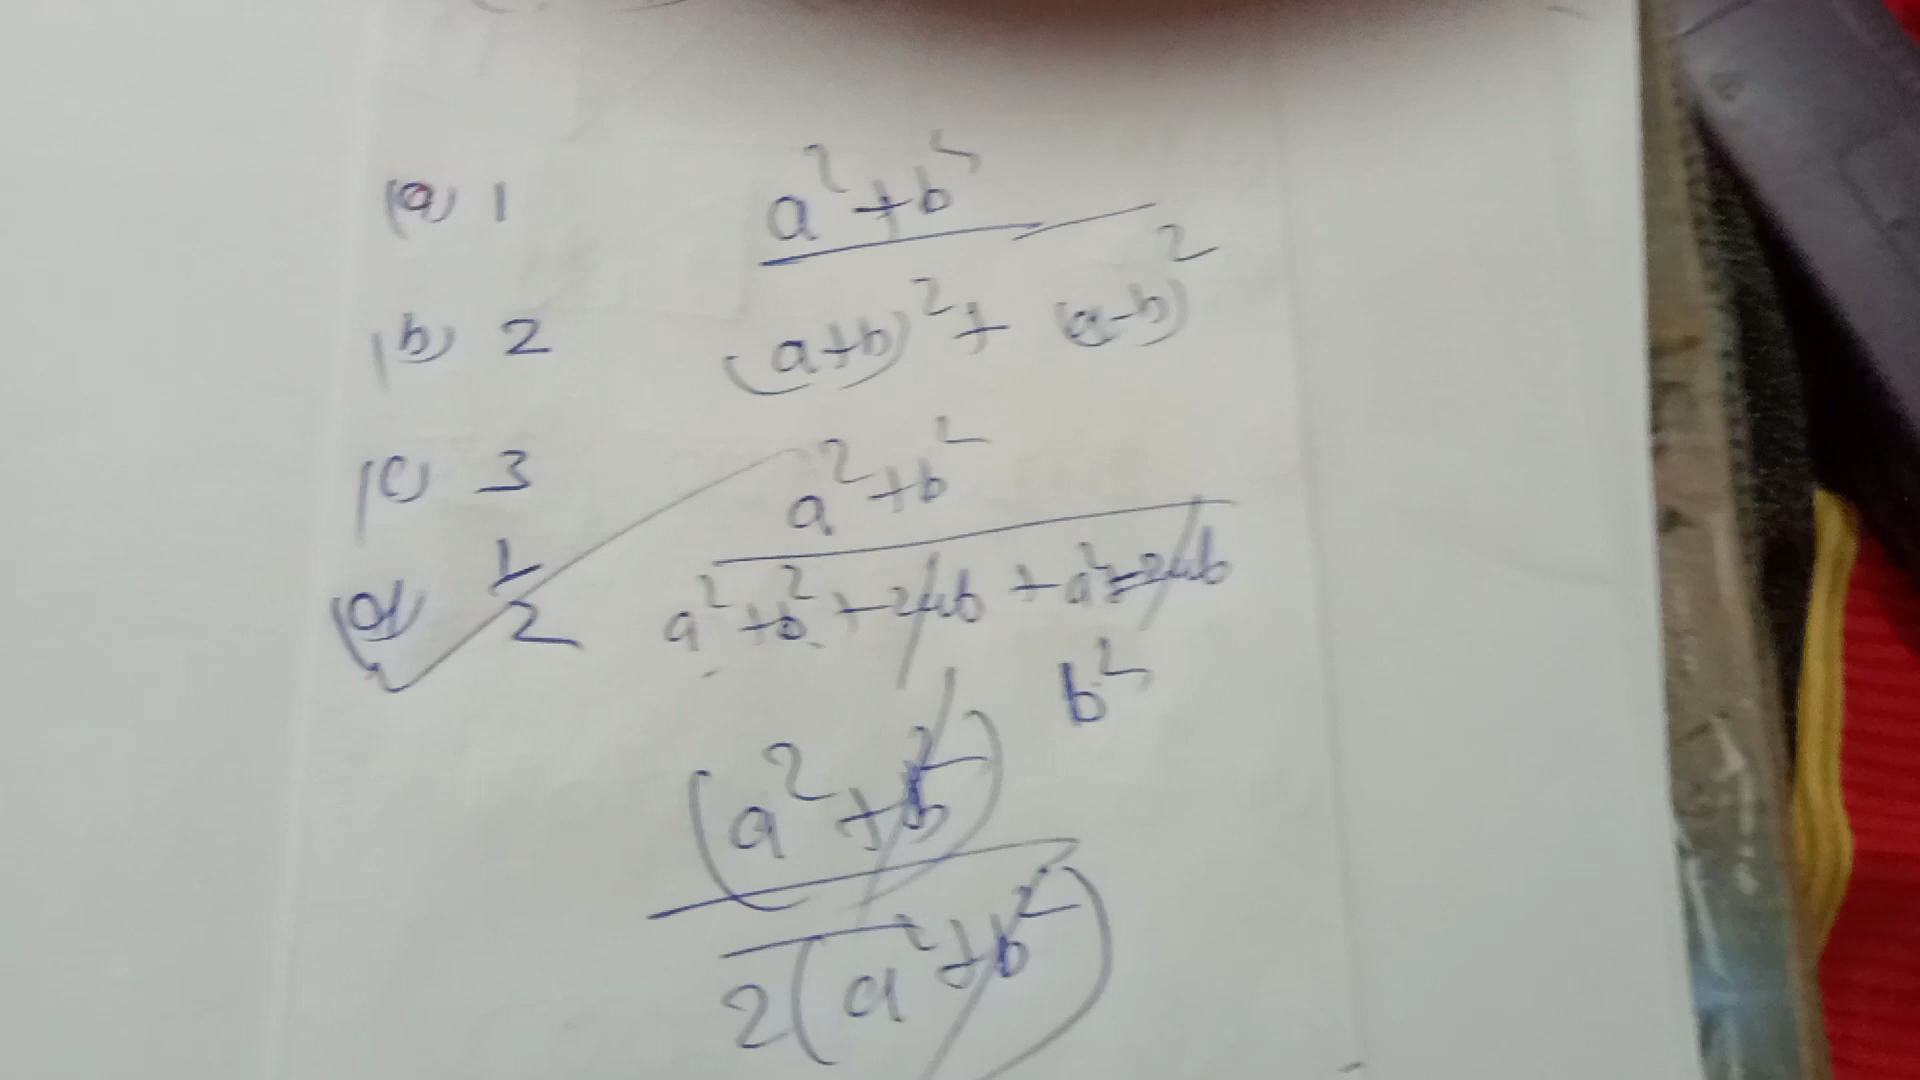 (a) 1
(b) 2
(c) 3
(d) 1/2
a² + b²
(a+b)² + (a-b)²
a² + b²
a² + b² + 2ab + a² - 2ab
b²
(a² + b²)
2(a² + b²)